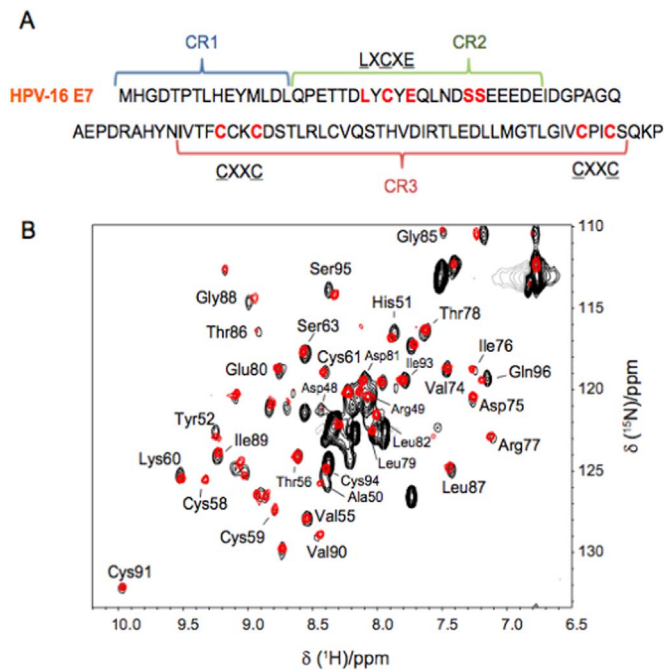 A
CR1 LXCXE CR2
HPV-16 E7 MHGDTPTLHEYMLDLQPETTDLYCYEQLNDSSEEEDEIDGPAGQ
AEPDRAHYNIVTFCCKCDSTLRLCVQSTHVDIRTLEDLLMGTLGIVCPICSQKP
CXXC CR3 CXXC
B
Gly85
110
Ser95
Gly88
His51
115
Thr86
Ser63
Thr78
Cys61
Asp81
Ile93
Ile76
Glu80
Gln96
Val74
Asp48
Arg49
Asp75
120
Tyr52
Leu82
Ile89
Arg77
Lys60
Thr56
Leu79
Cys94
Leu87
125
Cys58
Ala50
Cys59
Val55
Val90
130
Cys91
δ (¹⁵N)/ppm
10.0 9.5 9.0 8.5 8.0 7.5 7.0 6.5
δ (¹H)/ppm